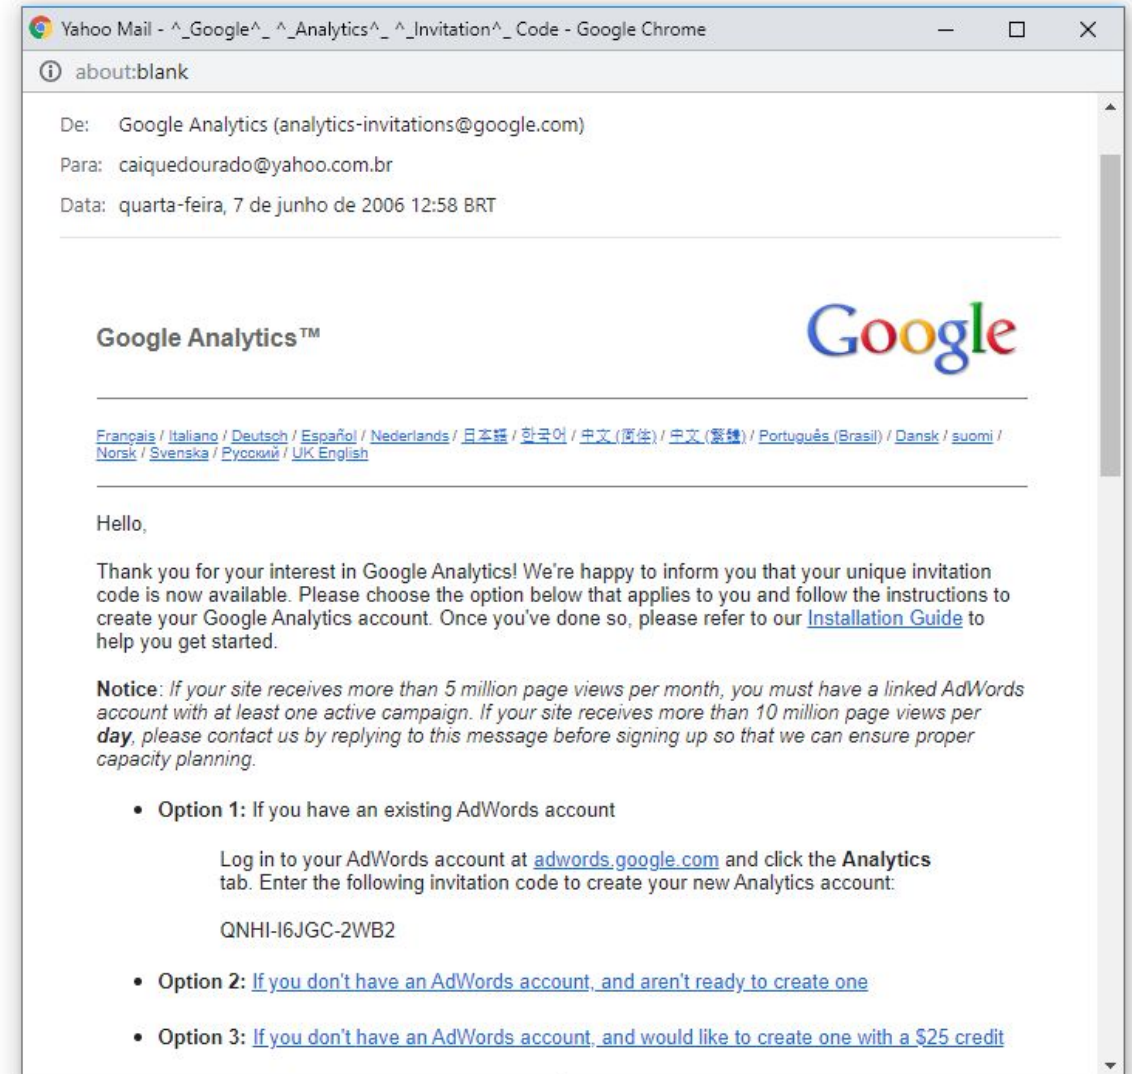 Yahoo Mail - ^_Google^_ ^_Analytics^_ ^_Invitation^_ Code - Google Chrome
about:blank
De: Google Analytics (analytics-invitations@google.com)
Para: caiquedourado@yahoo.com.br
Data: quarta-feira, 7 de junho de 2006 12:58 BRT
Google Analytics™
Google
Français / Italiano / Deutsch / Español / Nederlands / 日本語 / 한국어 / 中文 (简体) / 中文 (繁體) / Português (Brasil) / Dansk / suomi /
Norsk / Svenska / Русский / UK English
Hello,
Thank you for your interest in Google Analytics! We're happy to inform you that your unique invitation
code is now available. Please choose the option below that applies to you and follow the instructions to
create your Google Analytics account. Once you've done so, please refer to our Installation Guide to
help you get started.
Notice: If your site receives more than 5 million page views per month, you must have a linked AdWords
account with at least one active campaign. If your site receives more than 10 million page views per
day, please contact us by replying to this message before signing up so that we can ensure proper
capacity planning.
• Option 1: If you have an existing AdWords account
Log in to your AdWords account at adwords.google.com and click the Analytics
tab. Enter the following invitation code to create your new Analytics account:
QNHI-I6JGC-2WB2
• Option 2: If you don't have an AdWords account, and aren't ready to create one
• Option 3: If you don't have an AdWords account, and would like to create one with a $25 credit